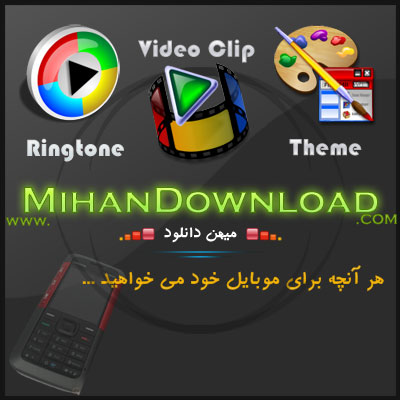 Video Clip
Ringtone
Theme
MihanDownload
www. .com
میهن دانلود
هر آنچه برای موبایل خود می خواهید ...